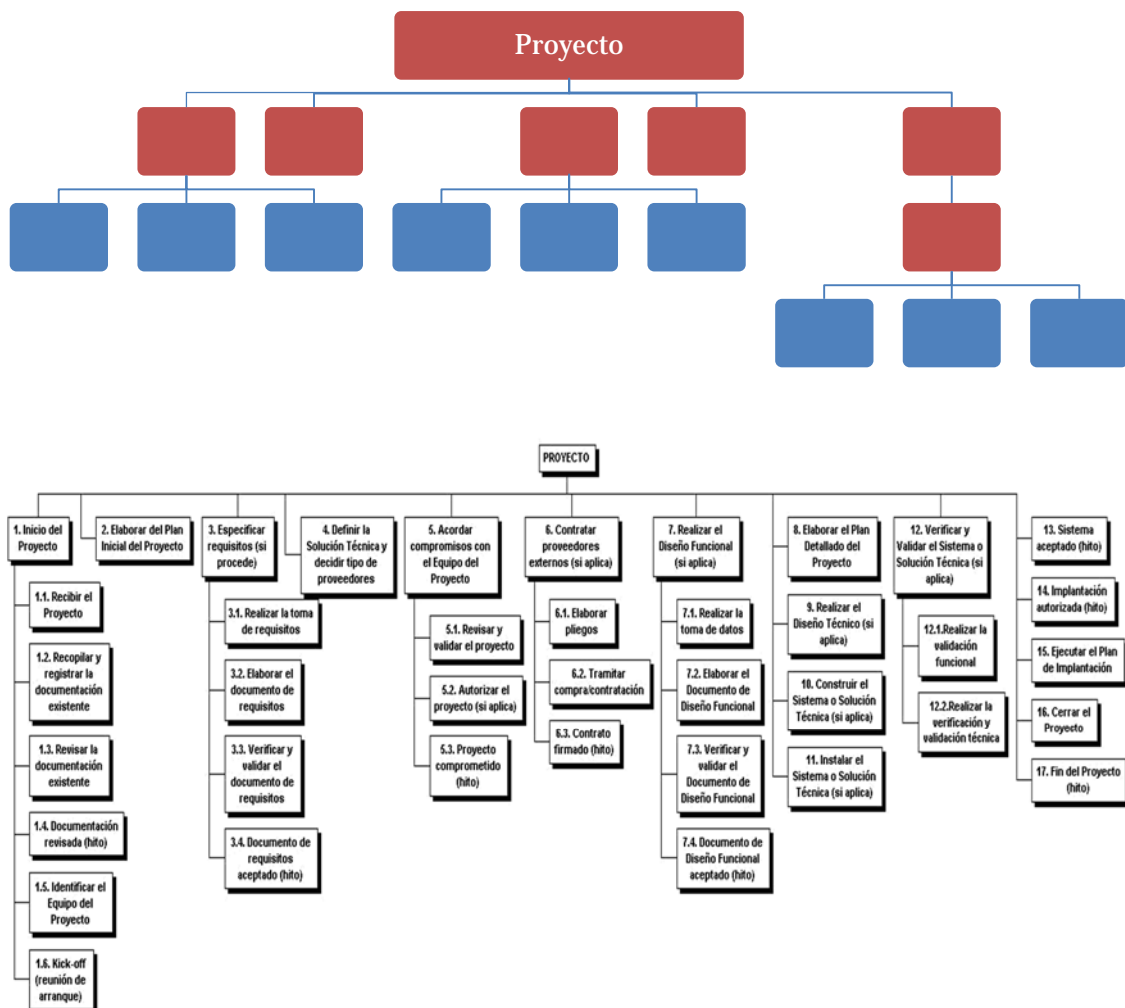 Proyecto
PROYECTO
1. Inicio del
Proyecto
1.1. Recibir el
Proyecto
1.2. Recopilar y
registrar la
documentación
existente
1.3. Revisar la
documentación
existente
1.4. Documentación
revisada (hito)
1.5. Identificar el
Equipo del
Proyecto
1.6. Kick-off
(reunión de
arranque)
2. Elaborar del Plan
Inicial del Proyecto
3. Especificar
requisitos (si
procede)
3.1. Realizar la toma
de requisitos
3.2. Elaborar el
documento de
requisitos
3.3. Verificar y
validar el
documento de
requisitos
3.4. Documento de
requisitos
aceptado (hito)
4. Definir la
Solución Técnica y
decidir tipo de
proveedores
5. Acordar
compromisos con
el Equipo del
Proyecto
5.1. Revisar y
validar el proyecto
5.2. Autorizar el
proyecto (si aplica)
5.3. Proyecto
comprometido
(hito)
6. Contratar
proveedores
externos (si aplica)
6.1. Elaborar
pliegos
6.2. Tramitar
compra/contratación
6.3. Contrato
firmado (hito)
7. Realizar el
Diseño Funcional
(si aplica)
7.1. Realizar la
toma de datos
7.2. Elaborar el
Documento de
Diseño Funcional
7.3. Verificar y
validar el
Documento de
Diseño Funcional
7.4. Documento de
Diseño Funcional
aceptado (hito)
8. Elaborar el Plan
Detallado del
Proyecto
9. Realizar el
Diseño Técnico (si
aplica)
10. Construir el
Sistema o Solución
Técnica (si aplica)
11. Instalar el
Sistema o Solución
Técnica (si aplica)
12. Verificar y
Validar el Sistema o
Solución Técnica (si
aplica)
12.1.Realizar la
validación
funcional
12.2.Realizar la
verificación y
validación técnica
13. Sistema
aceptado (hito)
14. Implantación
autorizada (hito)
15. Ejecutar el Plan
de Implantación
16. Cerrar el
Proyecto
17. Fin del Proyecto
(hito)